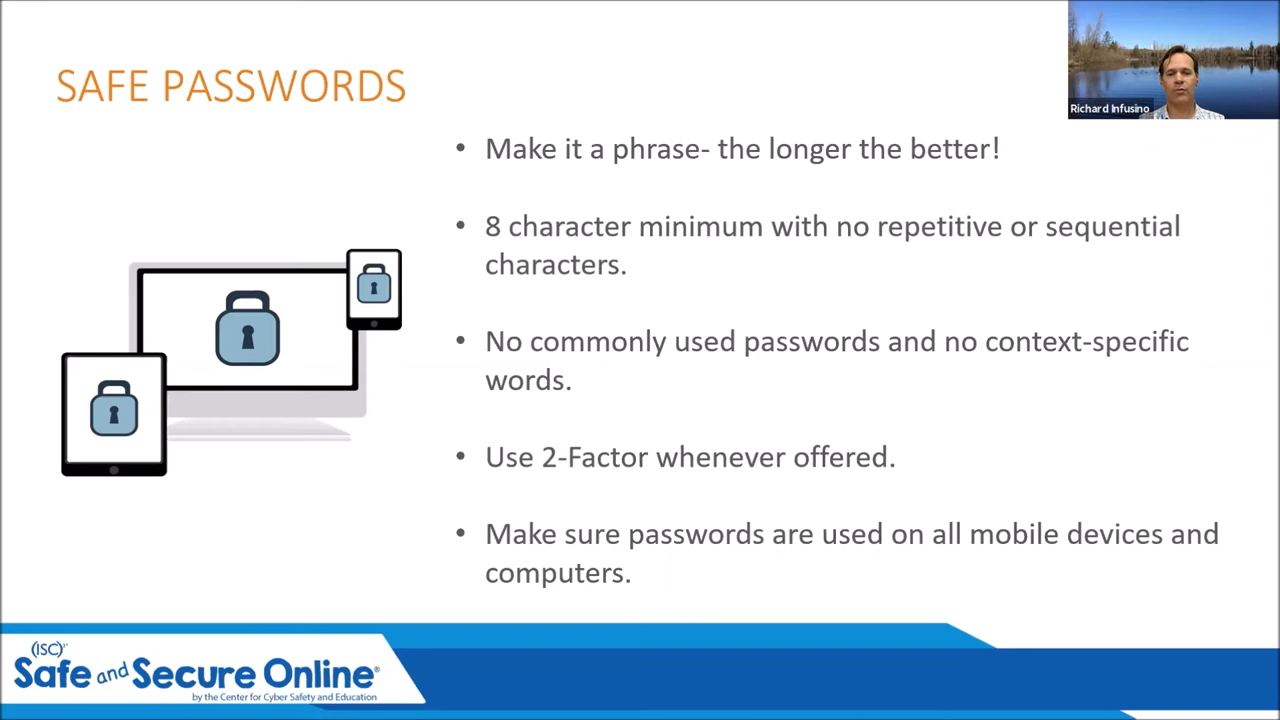 SAFE PASSWORDS
Richard Infusino
• Make it a phrase- the longer the better!
• 8 character minimum with no repetitive or sequential
characters.
• No commonly used passwords and no context-specific
words.
• Use 2-Factor whenever offered.
• Make sure passwords are used on all mobile devices and
computers.
(ISC)²®
Safe and Secure Online®
by the Center for Cyber Safety and Education